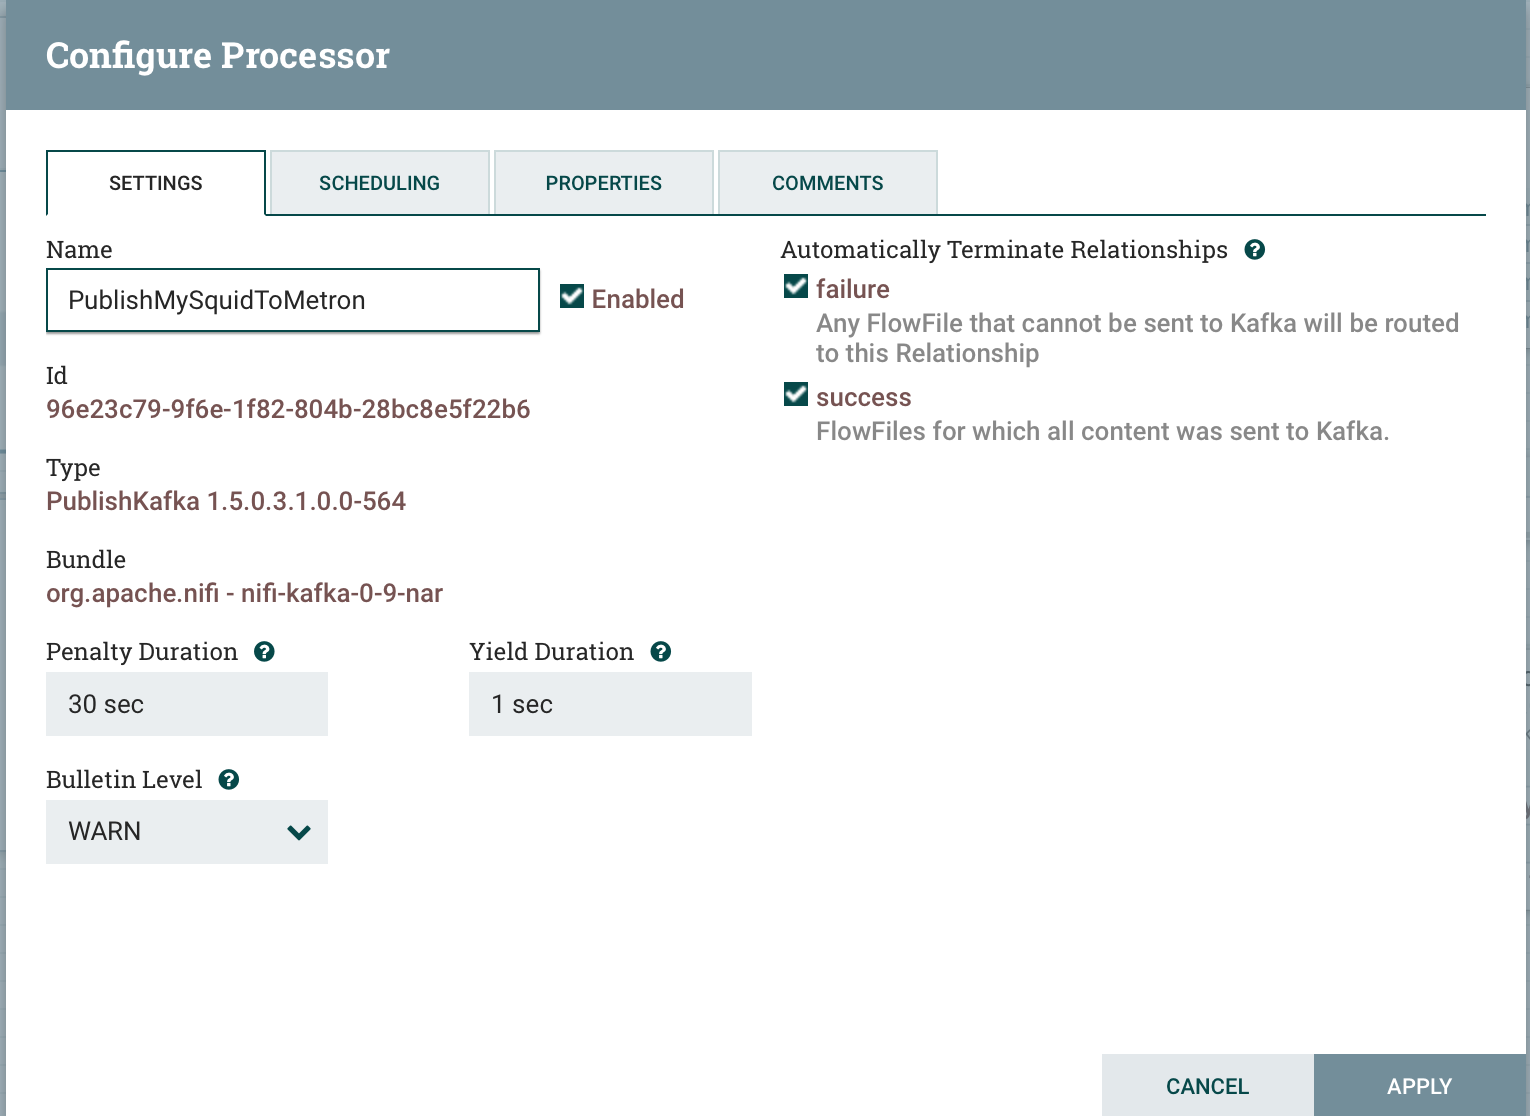 Configure Processor
SETTINGS
SCHEDULING
PROPERTIES
COMMENTS
Name
PublishMySquidToMetron
Enabled
Id
96e23c79-9f6e-1f82-804b-28bc8e5f22b6
Type
PublishKafka 1.5.0.3.1.0.0-564
Bundle
org.apache.nifi - nifi-kafka-0-9-nar
Penalty Duration
Yield Duration
30 sec
1 sec
Bulletin Level
WARN
Automatically Terminate Relationships
failure
Any FlowFile that cannot be sent to Kafka will be routed
to this Relationship
success
FlowFiles for which all content was sent to Kafka.
CANCEL
APPLY